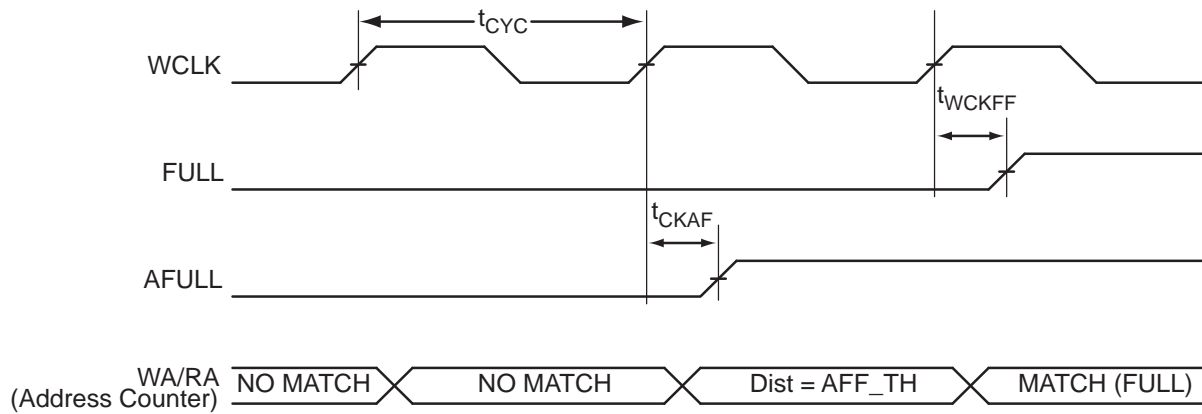 tCYC
WCLK
tWCKFF
FULL
tCKAF
AFULL
WA/RA
(Address Counter)
NO MATCH
NO MATCH
Dist = AFF_TH
MATCH (FULL)